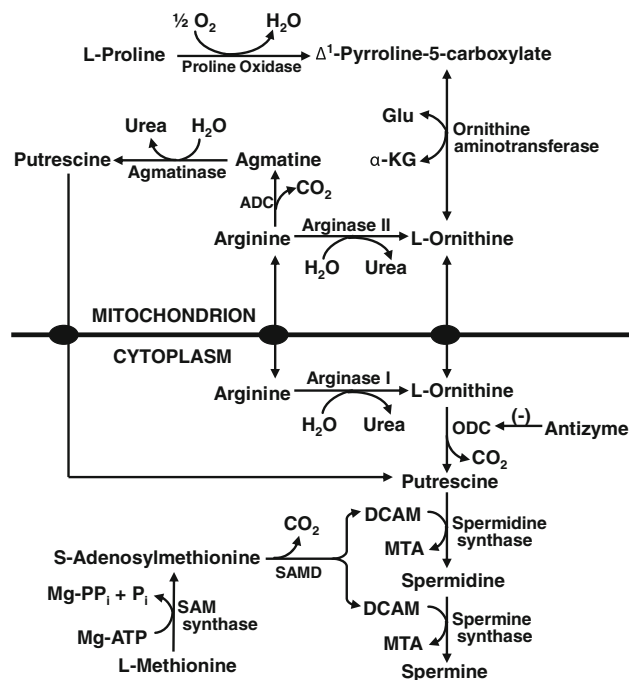 ½ O₂ H₂O
L-Proline Δ¹-Pyrroline-5-carboxylate
Proline Oxidase
Urea H₂O
Glu
Ornithine
aminotransferase
α-KG
Putrescine Agmatine
Agmatinase
ADC CO₂
Arginine Arginase II L-Ornithine
H₂O Urea
MITOCHONDRION
CYTOPLASM
Arginine Arginase I L-Ornithine
H₂O Urea
ODC (-) Antizyme
CO₂
Putrescine
CO₂
DCAM Spermidine
synthase
MTA
S-Adenosylmethionine
SAMD
Spermidine
Mg-PPᵢ + Pᵢ
SAM
synthase
Mg-ATP
L-Methionine
DCAM Spermine
synthase
MTA
Spermine